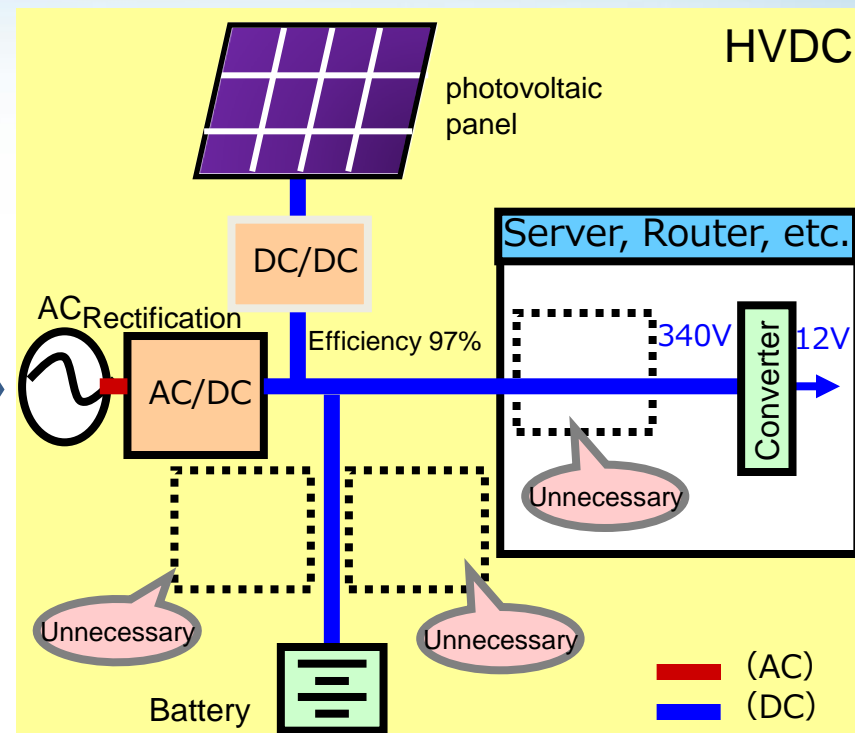 HVDC
photovoltaic
panel
Server, Router, etc.
DC/DC
AC
Rectification
Efficiency 97%
340V
12V
AC/DC
Converter
Unnecessary
Unnecessary
Unnecessary
Battery
（AC）
（DC）